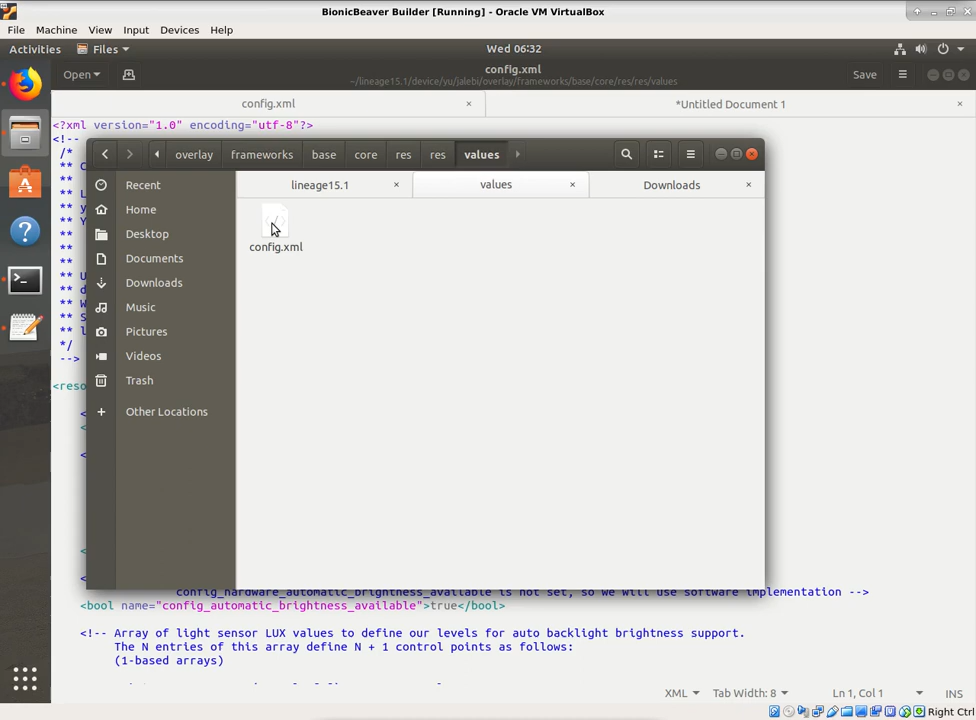 BionicBeaver Builder [Running] - Oracle VM VirtualBox
File Machine View Input Devices Help
Activities Files Wed 06:32
Open config.xml Save
~/lineage15.1/device/yu/jalebi/overlay/frameworks/base/core/res/res/values
config.xml × *Untitled Document 1 ×
<?xml version="1.0" encoding="utf-8"?>
<!--
/*
**
**
**
**
**
**
**
**
**
**
**
*/
-->
<reso
overlay frameworks base core res res values
lineage15.1 × values × Downloads ×
Recent
Home
Desktop
Documents
Downloads
Music
Pictures
Videos
Trash
Other Locations
config.xml
config_hardware_automatic_brightness_available is not set, so we will use software implementation -->
<bool name="config_automatic_brightness_available">true</bool>
<!-- Array of light sensor LUX values to define our levels for auto backlight brightness support.
The N entries of this array define N + 1 control points as follows:
(1-based arrays)
XML Tab Width: 8 Ln 1, Col 1 INS
Right Ctrl